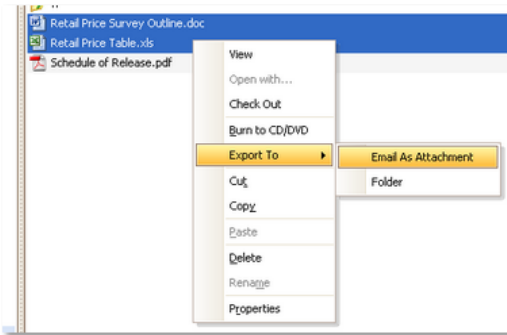 Retail Price Survey Outline.doc
Retail Price Table.xls
Schedule of Release.pdf
View
Open with...
Check Out
Burn to CD/DVD
Export To
Email As Attachment
Folder
Cut
Copy
Paste
Delete
Rename
Properties